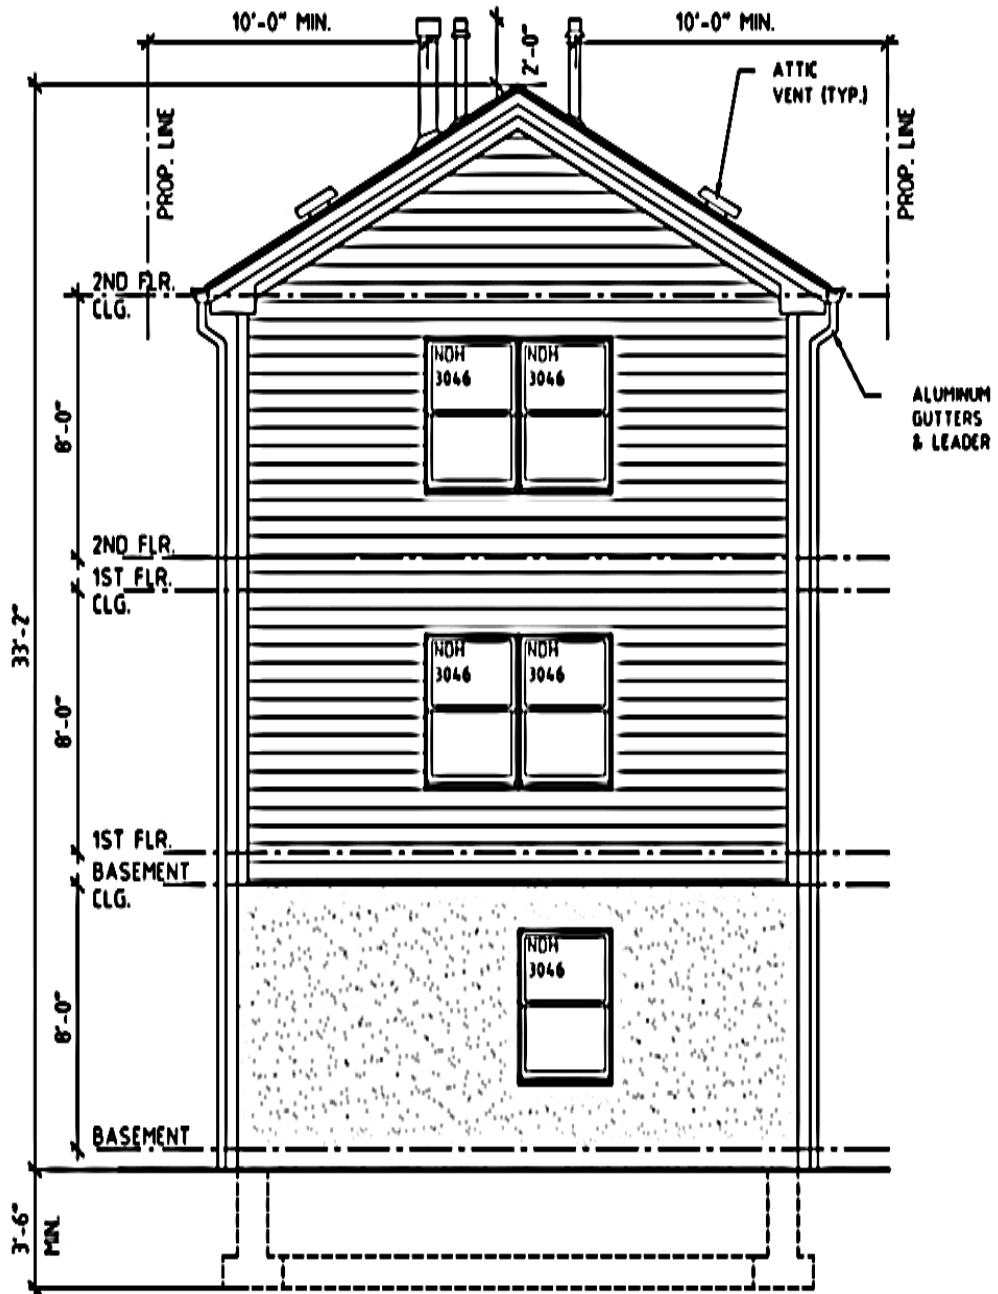 10'-0" MIN.
10'-0" MIN.
2'-0"
ATTIC
VENT (TYP.)
PROP. LINE
PROP. LINE
2ND FLR.
CLG.
NDH
3046
NDH
3046
ALUMINUM
GUTTERS
& LEADER
8'-0"
2ND FLR.
1ST FLR.
CLG.
33'-2"
NDH
3046
NDH
3046
8'-0"
1ST FLR.
BASEMENT
CLG.
NDH
3046
8'-0"
BASEMENT
3'-6"
MIN.